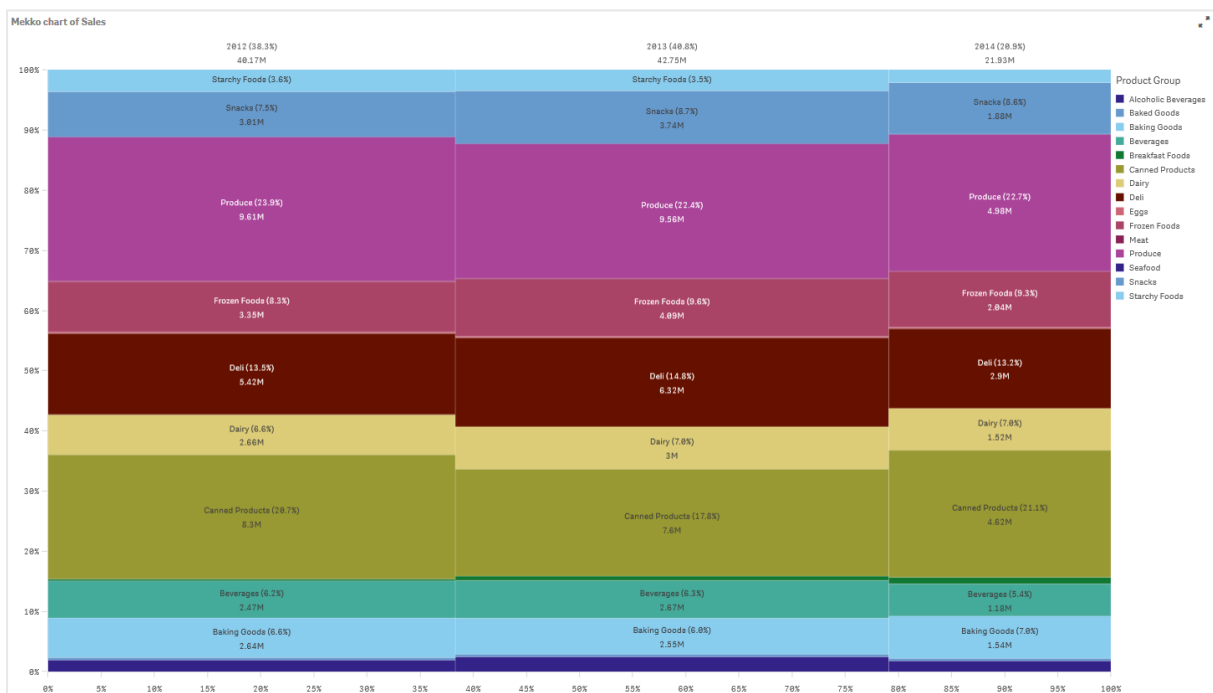 Mekko chart of Sales
2012 (38.3%)
40.17M
2013 (40.8%)
42.75M
2014 (20.9%)
21.93M
100%
90%
80%
70%
60%
50%
40%
30%
20%
10%
0%
Starchy Foods (3.6%)
Snacks (7.5%)
3.01M
Produce (23.9%)
9.61M
Frozen Foods (8.3%)
3.35M
Deli (13.5%)
5.42M
Dairy (6.6%)
2.66M
Canned Products (20.7%)
8.3M
Beverages (6.2%)
2.47M
Baking Goods (6.6%)
2.64M
Starchy Foods (3.5%)
Snacks (8.7%)
3.74M
Produce (22.4%)
9.56M
Frozen Foods (9.6%)
4.09M
Deli (14.8%)
6.32M
Dairy (7.0%)
3M
Canned Products (17.8%)
7.6M
Beverages (6.3%)
2.67M
Baking Goods (6.0%)
2.55M
Snacks (8.6%)
1.88M
Produce (22.7%)
4.98M
Frozen Foods (9.3%)
2.04M
Deli (13.2%)
2.9M
Dairy (7.0%)
1.52M
Canned Products (21.1%)
4.62M
Beverages (5.4%)
1.18M
Baking Goods (7.0%)
1.54M
0%
5%
10%
15%
20%
25%
30%
35%
40%
45%
50%
55%
60%
65%
70%
75%
80%
85%
90%
95%
100%
Product Group
Alcoholic Beverages
Baked Goods
Baking Goods
Beverages
Breakfast Foods
Canned Products
Dairy
Deli
Eggs
Frozen Foods
Meat
Produce
Seafood
Snacks
Starchy Foods